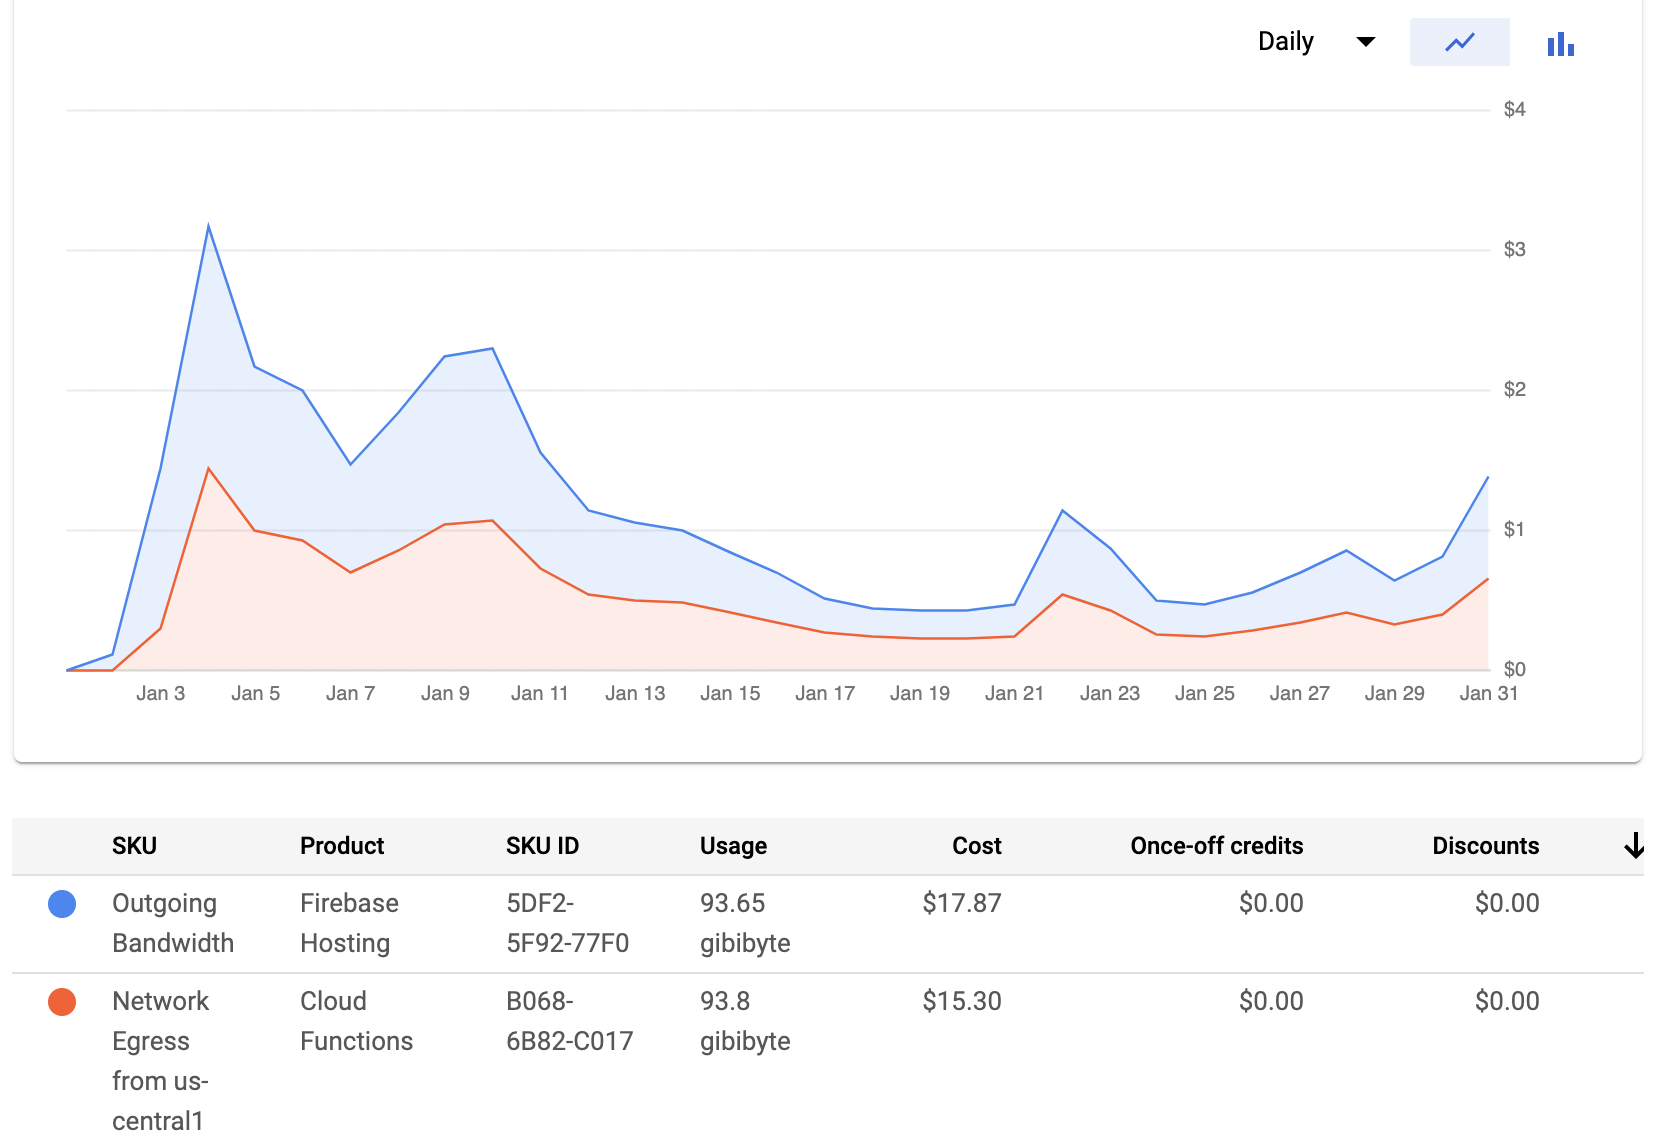 Daily
$4
$3
$2
$1
$0
Jan 3 Jan 5 Jan 7 Jan 9 Jan 11 Jan 13 Jan 15 Jan 17 Jan 19 Jan 21 Jan 23 Jan 25 Jan 27 Jan 29 Jan 31
SKU Product SKU ID Usage Cost Once-off credits Discounts
Outgoing Firebase 5DF2- 93.65 $17.87 $0.00 $0.00
Bandwidth Hosting 5F92-77F0 gibibyte
Network Cloud B068- 93.8 $15.30 $0.00 $0.00
Egress Functions 6B82-C017 gibibyte
from us-
central1